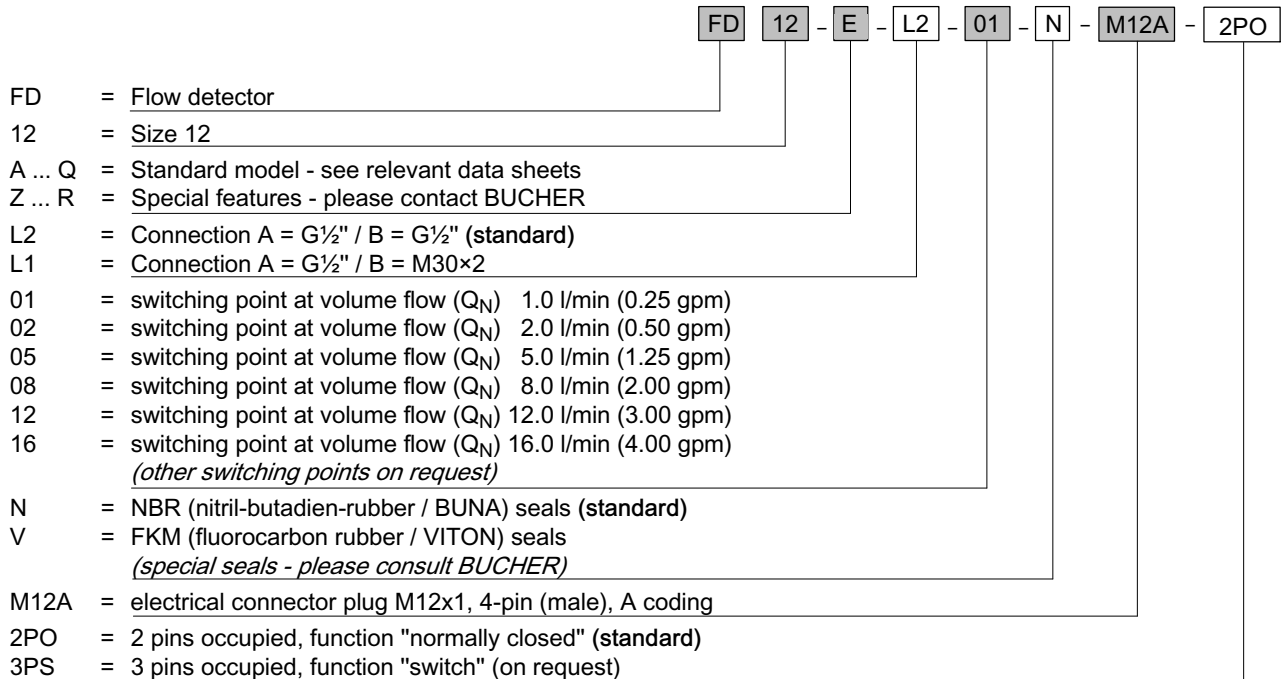 FD 12 - E - L2 - 01 - N - M12A - 2PO
FD = Flow detector
12 = Size 12
A ... Q = Standard model - see relevant data sheets
Z ... R = Special features - please contact BUCHER
L2 = Connection A = G½" / B = G½" (standard)
L1 = Connection A = G½" / B = M30×2
01 = switching point at volume flow (QN) 1.0 l/min (0.25 gpm)
02 = switching point at volume flow (QN) 2.0 l/min (0.50 gpm)
05 = switching point at volume flow (QN) 5.0 l/min (1.25 gpm)
08 = switching point at volume flow (QN) 8.0 l/min (2.00 gpm)
12 = switching point at volume flow (QN) 12.0 l/min (3.00 gpm)
16 = switching point at volume flow (QN) 16.0 l/min (4.00 gpm)
(other switching points on request)
N = NBR (nitril-butadien-rubber / BUNA) seals (standard)
V = FKM (fluorocarbon rubber / VITON) seals
(special seals - please consult BUCHER)
M12A = electrical connector plug M12x1, 4-pin (male), A coding
2PO = 2 pins occupied, function "normally closed" (standard)
3PS = 3 pins occupied, function "switch" (on request)